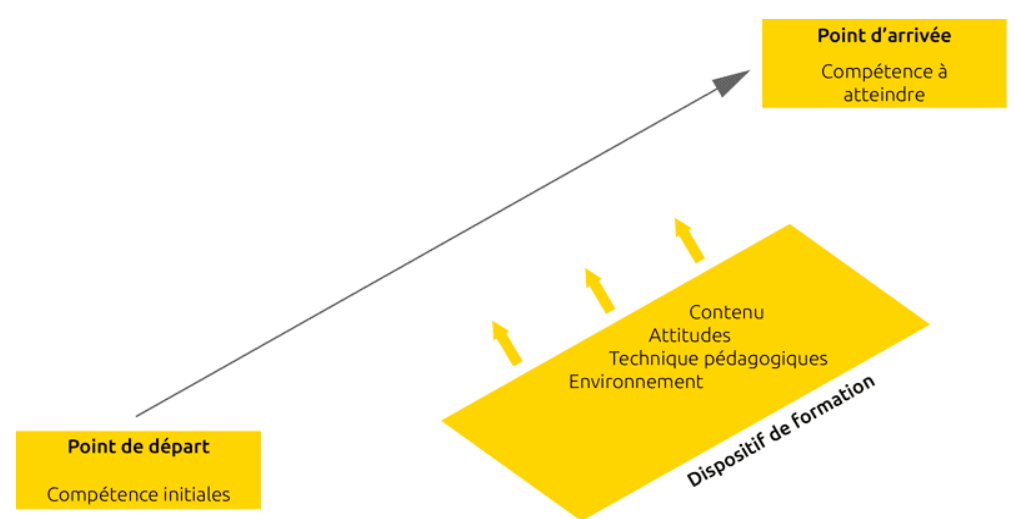 Point d'arrivée
Compétence à
atteindre
Contenu
Attitudes
Technique pédagogiques
Environnement
Dispositif de formation
Point de départ
Compétence initiales